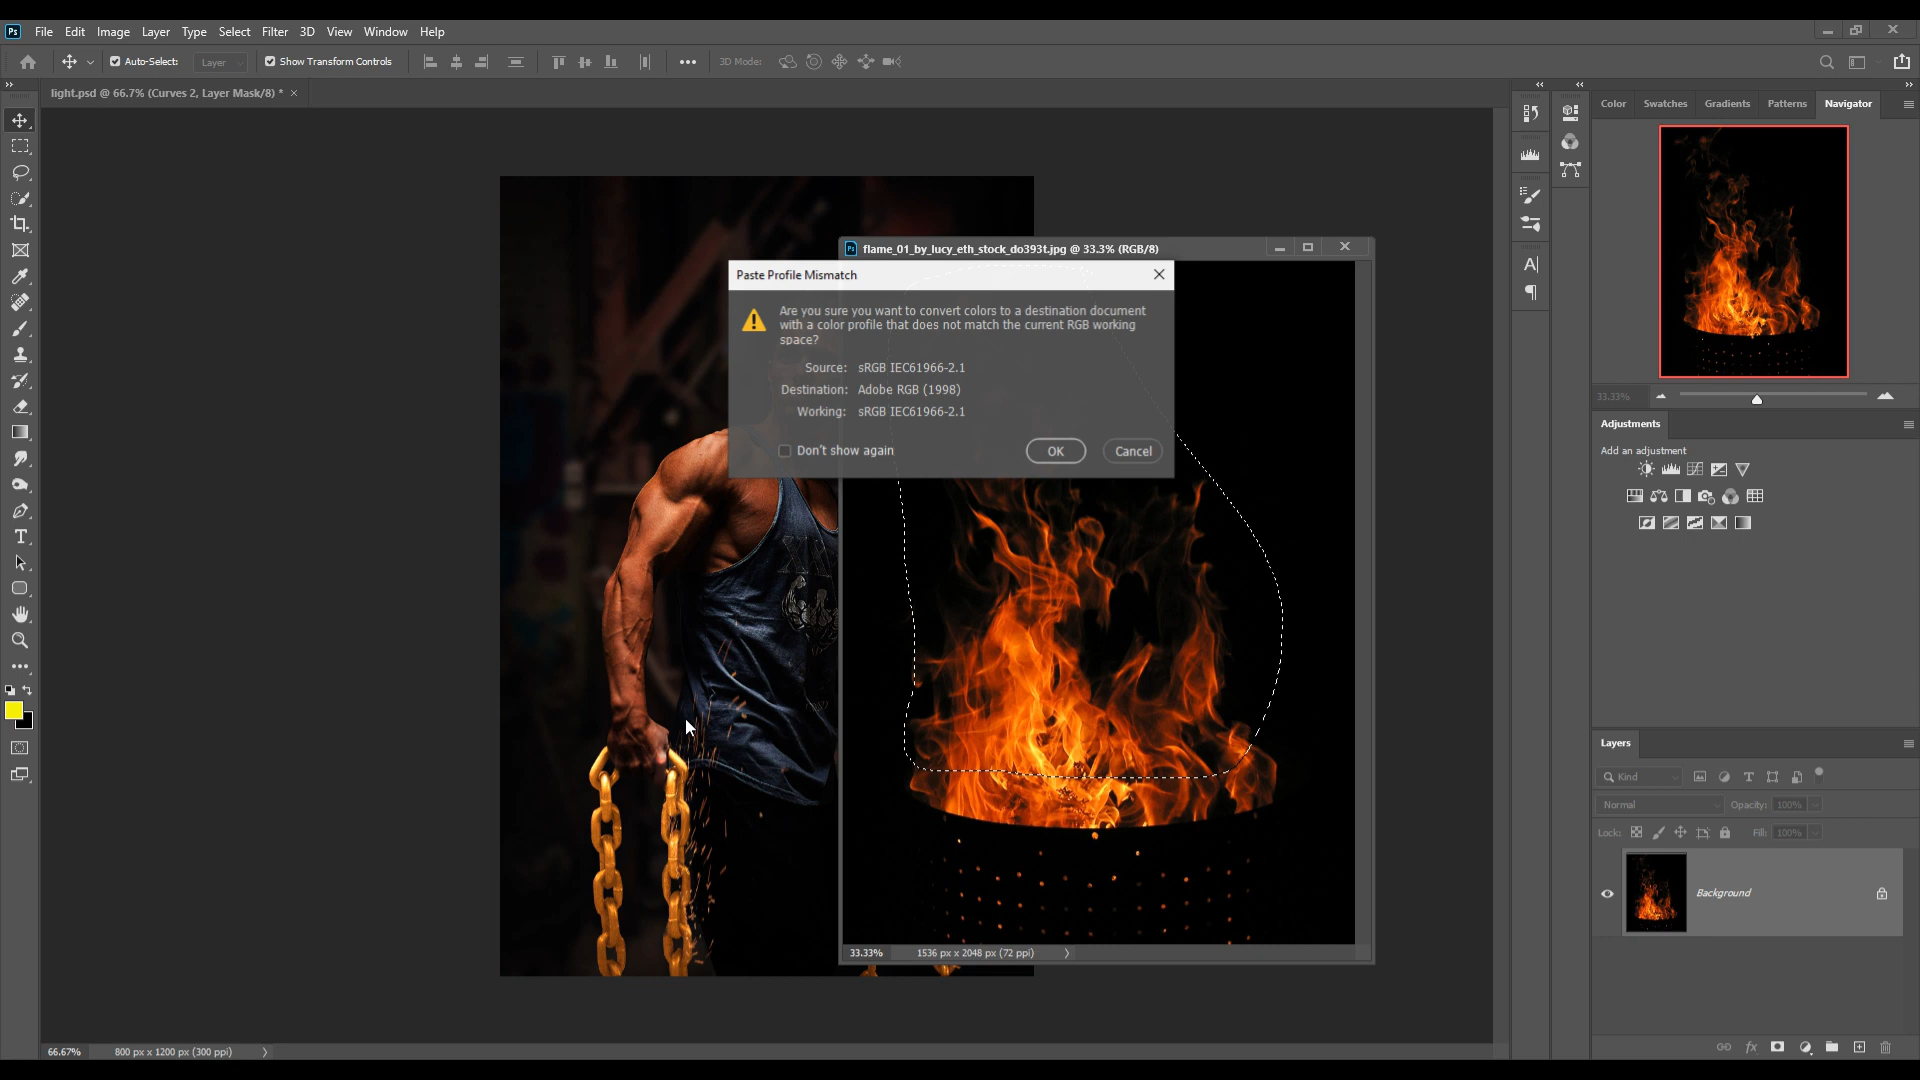 Ps File Edit Image Layer Type Select Filter 3D View Window Help
Auto-Select: Layer Show Transform Controls 3D Mode:
light.psd @ 66.7% (Curves 2, Layer Mask/8) *
Color Swatches Gradients Patterns Navigator
flame_01_by_lucy_eth_stock_do393t.jpg @ 33.3% (RGB/8)
Paste Profile Mismatch
Are you sure you want to convert colors to a destination document
with a color profile that does not match the current RGB working
space?
Source: sRGB IEC61966-2.1
Destination: Adobe RGB (1998)
Working: sRGB IEC61966-2.1
Don't show again
OK
Cancel
33.33%
Adjustments
Add an adjustment
Layers
Kind
Normal Opacity: 100%
Lock: Fill: 100%
Background
33.33% 1536 px x 2048 px (72 ppi)
66.67% 800 px x 1200 px (300 ppi)